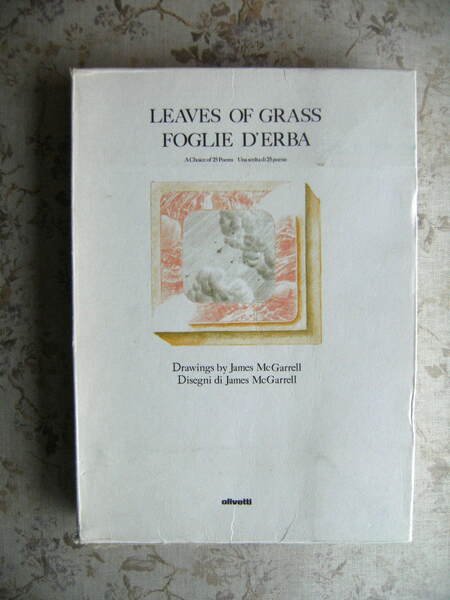 LEAVES OF GRASS
FOGLIE D'ERBA
A Choice of 25 Poems Una scelta di 25 poesie
Drawings by James McGarrell
Disegni di James McGarrell
olivetti